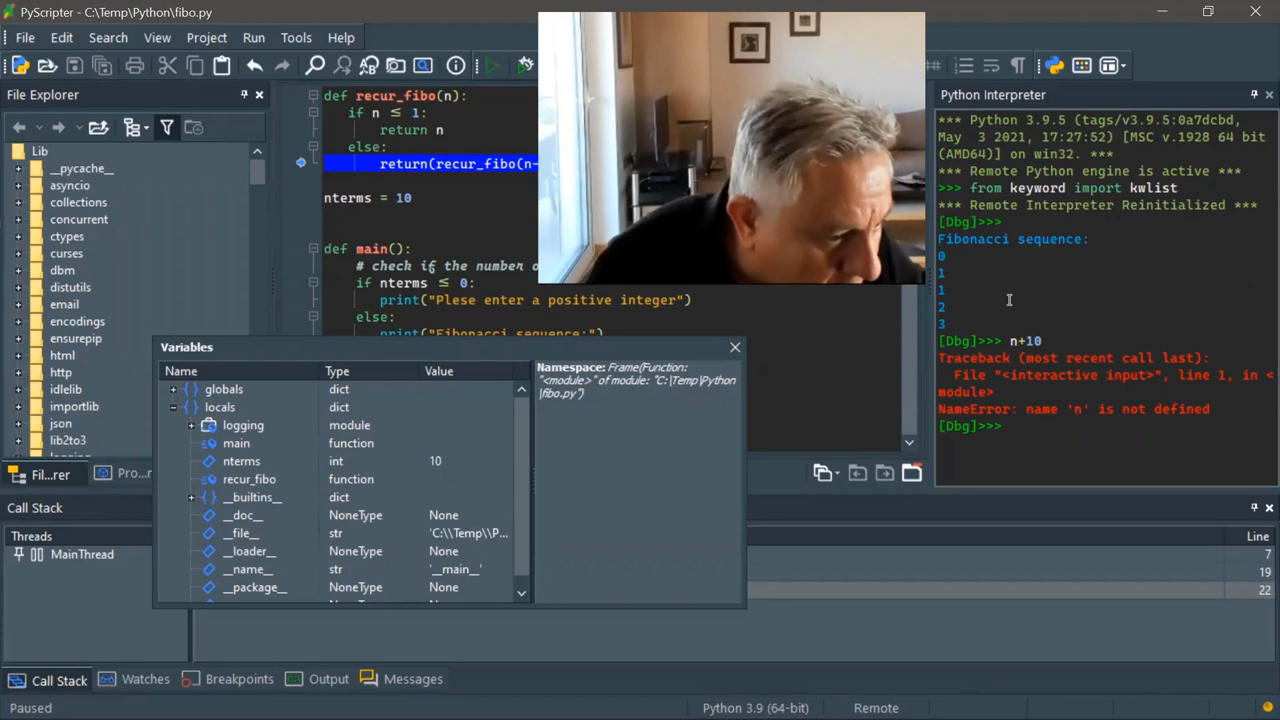 PyScripter - C:\Temp\Python\fibo.py
File Edit Search View Project Run Tools Help
File Explorer
Lib
__pycache__
asyncio
collections
concurrent
ctypes
curses
dbm
distutils
email
encodings
ensurepip
html
http
idlelib
importlib
json
lib2to3
Fil...rer
Pro...
def recur_fibo(n):
if n ≤ 1:
return n
else:
return(recur_fibo(n-
nterms = 10
def main():
# check if the number o
if nterms ≤ 0:
print("Plese enter a positive integer")
else:
print("Fibonacci sequence:")
Python Interpreter
*** Python 3.9.5 (tags/v3.9.5:0a7dcbd,
May 3 2021, 17:27:52) [MSC v.1928 64 bit
(AMD64)] on win32. ***
*** Remote Python engine is active ***
>>> from keyword import kwlist
*** Remote Interpreter Reinitialized ***
[Dbg]>>>
Fibonacci sequence:
0
1
1
2
3
[Dbg]>>> n+10
Traceback (most recent call last):
File "<interactive input>", line 1, in <
module>
NameError: name 'n' is not defined
[Dbg]>>>
Variables
Name Type Value
globals dict
locals dict
logging module
main function
nterms int 10
recur_fibo function
__builtins__ dict
__doc__ NoneType None
__file__ str 'C:\\Temp\\P...
__loader__ NoneType None
__name__ str '__main__'
__package__ NoneType None
Namespace: Frame(Function:
"<module>" of module: "C:\Temp\Python
\fibo.py")
Call Stack
Threads
MainThread
Line
7
19
22
Call Stack Watches Breakpoints Output Messages
Paused Python 3.9 (64-bit) Remote